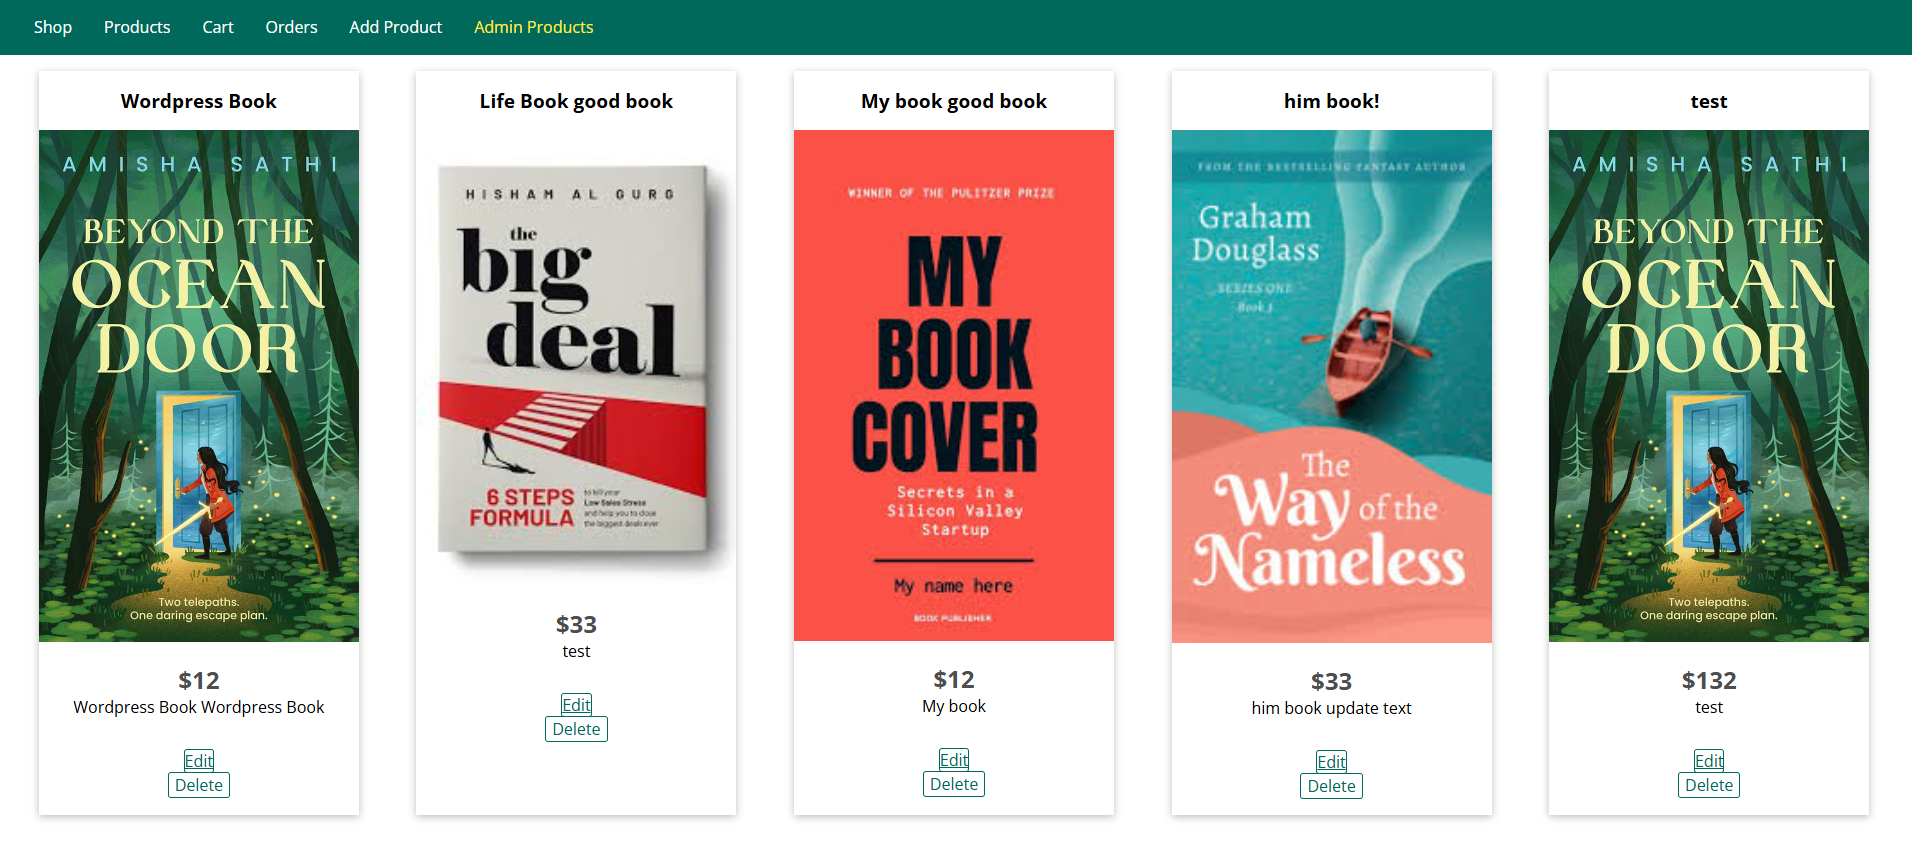 Shop Products Cart Orders Add Product Admin Products
Wordpress Book
AMISHA SATHI
BEYOND THE
OCEAN
DOOR
Two telepaths.
One daring escape plan.
$12
Wordpress Book Wordpress Book
Edit
Delete
Life Book good book
HISHAM AL GURG
the
big
deal
6 STEPS
FORMULA
to kill your
Low Sales Stress
and help you to close
the biggest deals ever
$33
test
Edit
Delete
My book good book
WINNER OF THE PULITZER PRIZE
MY
BOOK
COVER
Secrets in a
Silicon Valley
Startup
My name here
BOOK PUBLISHER
$12
My book
Edit
Delete
him book!
FROM THE BESTSELLING FANTASY AUTHOR
Graham
Douglass
SERIES ONE
Book 3
The
Way of the
Nameless
$33
him book update text
Edit
Delete
test
AMISHA SATHI
BEYOND THE
OCEAN
DOOR
Two telepaths.
One daring escape plan.
$132
test
Edit
Delete